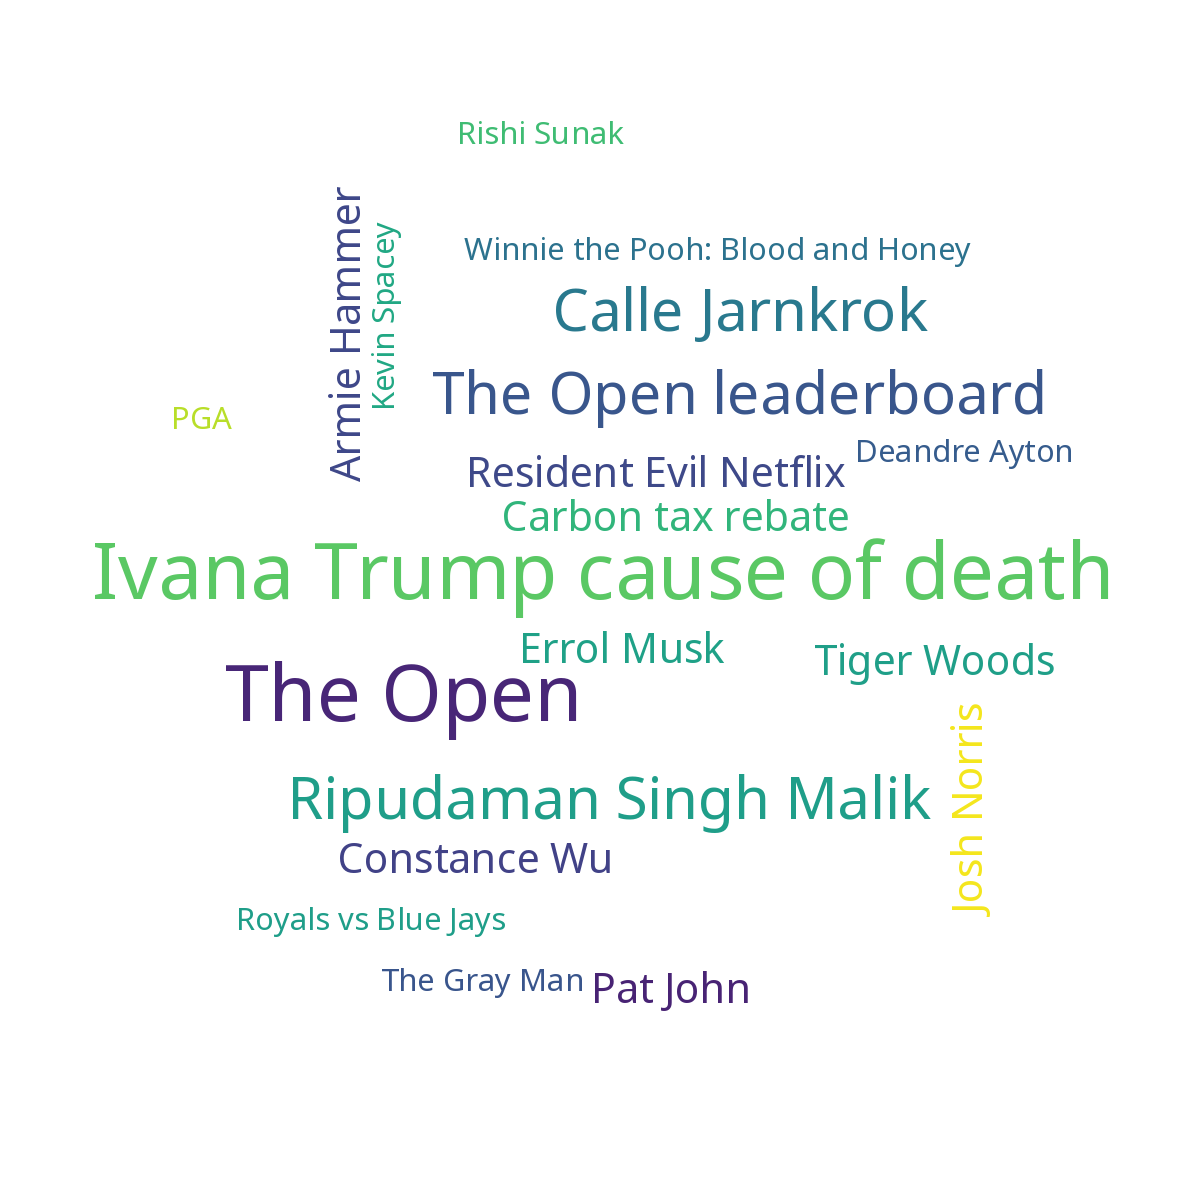 Rishi Sunak
Armie Hammer
Kevin Spacey
Winnie the Pooh: Blood and Honey
Calle Jarnkrok
The Open leaderboard
PGA
Deandre Ayton
Resident Evil Netflix
Carbon tax rebate
Ivana Trump cause of death
Errol Musk
Tiger Woods
The Open
Josh Norris
Ripudaman Singh Malik
Constance Wu
Royals vs Blue Jays
The Gray Man
Pat John